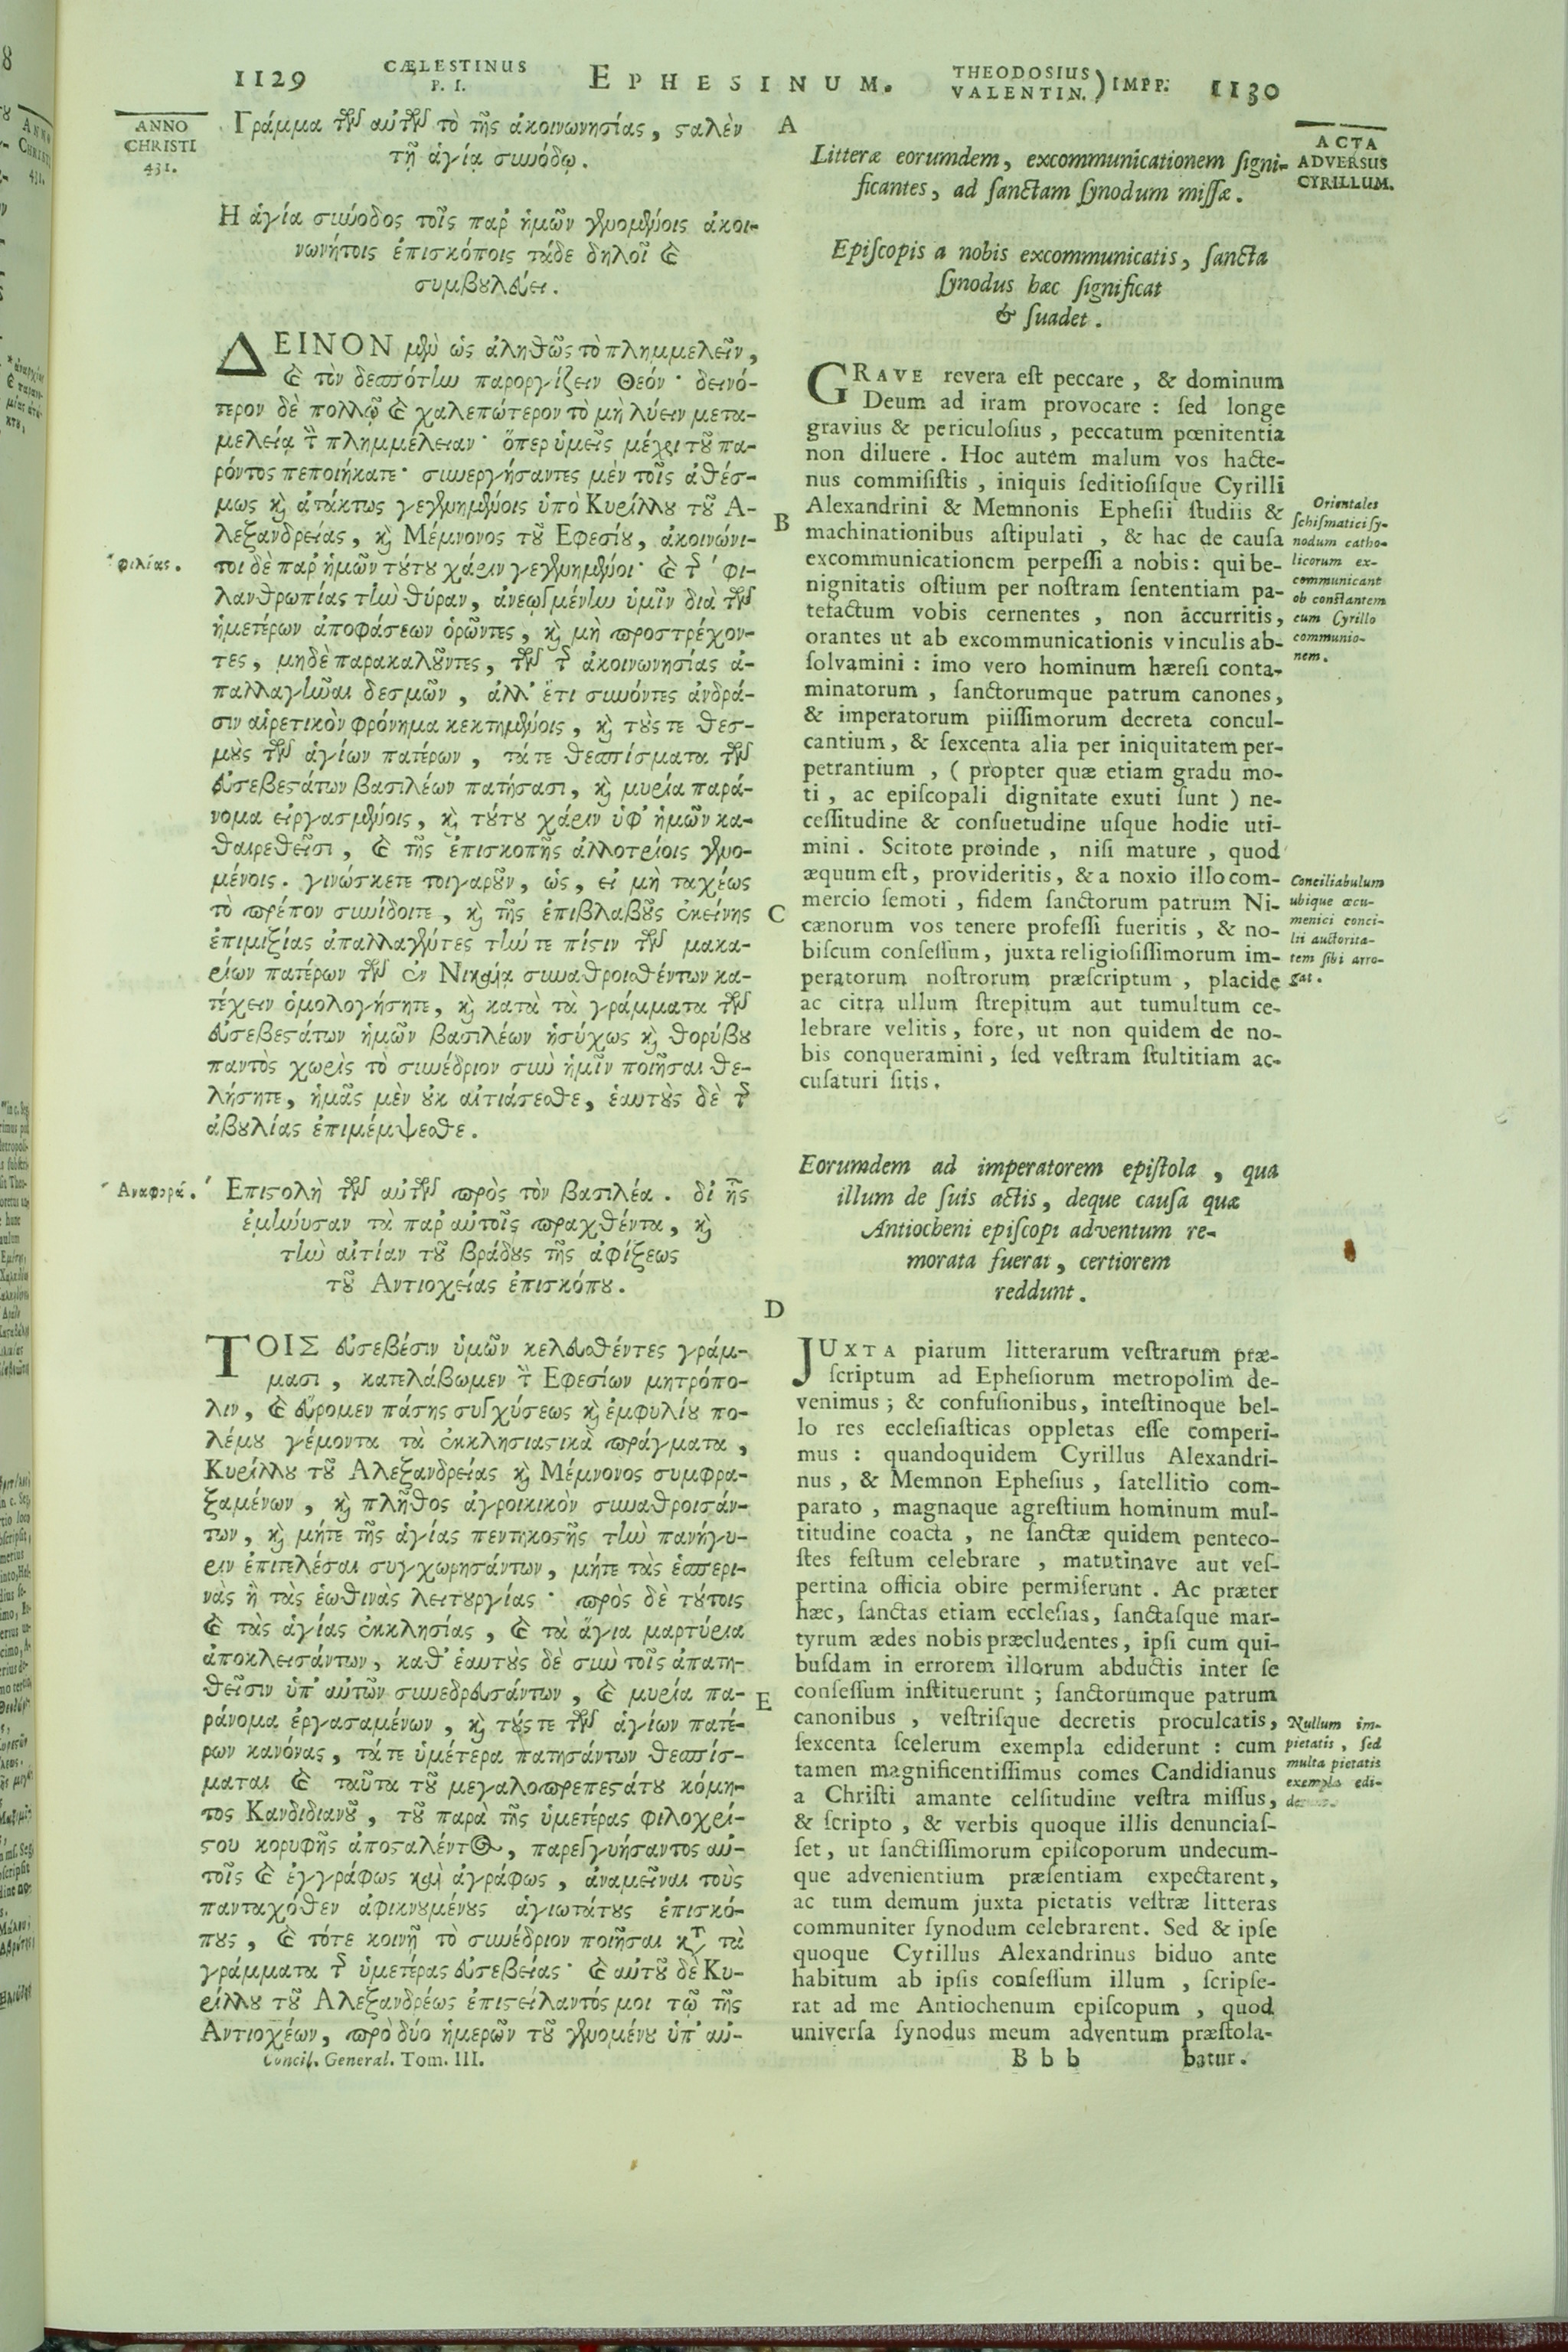 1129 CÆLESTINUS P. I. EPHESINUM. THEODOSIUS VALENTIN. ) IMPP. 1130
ANNO
CHRISTI
431.
Γράμμα τῶν αὐτῶν τὸ τῆς ἀκοινωνησίας, σταλὲν
τῇ ἁγίᾳ συνόδῳ.
Η ἁγία σύνοδος τοῖς παρ' ἡμῶν γενομένοις ἀκοι-
νωνήτοις ἐπισκόποις τάδε δηλοῖ καὶ
συμβουλεύει.
ΔΕΙΝΟΝ μὲν ὡς ἀληθῶς τὸ πλημμελεῖν,
καὶ τὸν δεσπότην παροργίζειν Θεόν· δεινό-
τερον δὲ πολλῷ καὶ χαλεπώτερον τὸ μὴ λύειν μετα-
μελείᾳ τὴν πλημμέλειαν· ὅπερ ὑμεῖς μέχρι τοῦ πα-
ρόντος πεποιήκατε· συνεργήσαντες μὲν τοῖς ἀθέσ-
μως καὶ ἀτάκτως γεγενημένοις ὑπὸ Κυρίλλου τοῦ Α-
λεξανδρείας, καὶ Μέμνονος τοῦ Εφεσίου, ἀκοινώνη-
τοι δὲ παρ' ἡμῶν τούτου χάριν γεγενημένοι· καὶ τῆς ' φι-
λανθρωπίας τὴν θύραν, ἀνεῳγμένην ὑμῖν διὰ τῶν
ἡμετέρων ἀποφάσεων ὁρῶντες, καὶ μὴ προστρέχον-
τες, μηδὲ παρακαλοῦντες, τῶν τῆς ἀκοινωνησίας ἀ-
παλλαγῆναι δεσμῶν, ἀλλ' ἔτι συνόντες ἀνδρά-
σιν αἱρετικὸν φρόνημα κεκτημένοις, καὶ τούς τε θεσ-
μοὺς τῶν ἁγίων πατέρων, τά τε θεσπίσματα τῶν
εὐσεβεστάτων βασιλέων πατήσασι, καὶ μυρία παρά-
νομα εἰργασμένοις, καὶ τούτου χάριν ὑφ' ἡμῶν κα-
θαιρεθεῖσι, καὶ τῆς ἐπισκοπῆς ἀλλοτρίοις γενο-
μένοις. γινώσκετε τοιγαροῦν, ὡς, εἰ μὴ ταχέως
τὸ πρέπον συνίδοιτε, καὶ τῆς ἐπιβλαβοῦς ἐκείνης
ἐπιμιξίας ἀπαλλαγέντες τήν τε πίστιν τῶν μακα-
ρίων πατέρων τῶν ἐν Νικαίᾳ συναθροισθέντων κα-
τέχειν ὁμολογήσητε, καὶ κατὰ τὰ γράμματα τῶν
εὐσεβεστάτων ἡμῶν βασιλέων ἡσύχως καὶ θορύβου
παντὸς χωρὶς τὸ συνέδριον σὺν ἡμῖν ποιῆσαι θε-
λήσητε, ἡμᾶς μὲν οὐκ αἰτιάσεσθε, ἑαυτοὺς δὲ τῆς
ἀβουλίας ἐπιμέμψεσθε.
' φιλίας.
' Αναφορά.
' Επιστολὴ τῶν αὐτῶν πρὸς τὸν βασιλέα. δι' ἧς
ἐμήνυσαν τὰ παρ' αὐτοῖς πραχθέντα, καὶ
τὴν αἰτίαν τοῦ βράδους τῆς ἀφίξεως
τοῦ Αντιοχείας ἐπισκόπου.
ΤΟΙΣ εὐσεβέσιν ὑμῶν κελευσθέντες γράμ-
μασι, κατελάβωμεν τὴν Εφεσίων μητρόπο-
λιν, καὶ εὕρομεν πάσης συγχύσεως καὶ ἐμφυλίου πο-
λέμου γέμοντα τὰ ἐκκλησιαστικὰ πράγματα,
Κυρίλλου τοῦ Αλεξανδρείας καὶ Μέμνονος συμφρα-
ξαμένων, καὶ πλῆθος ἀγροικικὸν συναθροισάν-
των, καὶ μήτε τῆς ἁγίας πεντηκοστῆς τὴν πανήγυ-
ριν ἐπιτελέσαι συγχωρησάντων, μήτε τὰς ἑσπερι-
νὰς ἢ τὰς ἑωθινὰς λειτουργίας· πρὸς δὲ τούτοις
καὶ τὰς ἁγίας ἐκκλησίας, καὶ τὰ ἅγια μαρτύρια
ἀποκλεισάντων, καθ' ἑαυτοὺς δὲ σὺν τοῖς ἀπατη-
θεῖσιν ὑπ' αὐτῶν συνεδρευσάντων, καὶ μυρία πα-
ράνομα ἐργασαμένων, καὶ τούς τε τῶν ἁγίων πατέ-
ρων κανόνας, τά τε ὑμέτερα πατησάντων θεσπίσ-
ματα· καὶ ταῦτα τοῦ μεγαλοπρεπεστάτου κόμη-
τος Κανδιδιανοῦ, τοῦ παρὰ τῆς ὑμετέρας φιλοχρί-
στου κορυφῆς ἀποσταλέντος, παρεγγυήσαντος αὐ-
τοῖς καὶ ἐγγράφως καὶ ἀγράφως, ἀναμεῖναι τοὺς
πανταχόθεν ἀφικνουμένους ἁγιωτάτους ἐπισκό-
πους, καὶ τότε κοινῇ τὸ συνέδριον ποιῆσαι κατὰ τὰ
γράμματα τῆς ὑμετέρας εὐσεβείας· καὶ αὐτοῦ δὲ Κυ-
ρίλλου τοῦ Αλεξανδρέως ἐπιστείλαντός μοι τῷ τῆς
Αντιοχέων, πρὸ δύο ἡμερῶν τοῦ γενομένου ὑπ' αὐ-
Concil. General. Tom. III.
A
B
C
D
E
Litteræ eorumdem, excommunicationem signi-
ficantes, ad sanctam synodum missæ.
Episcopis a nobis excommunicatis, sancta
synodus hæc significat
& suadet.
GRAVE revera est peccare, & dominum
Deum ad iram provocare: sed longe
gravius & periculosius, peccatum pœnitentia
non diluere. Hoc autem malum vos hacte-
nus commisistis, iniquis seditiosisque Cyrilli
Alexandrini & Memnonis Ephesii studiis &
machinationibus astipulati, & hac de causa
excommunicationem perpessi a nobis: qui be-
nignitatis ostium per nostram sententiam pa-
tefactum vobis cernentes, non accurritis,
orantes ut ab excommunicationis vinculis ab-
solvamini: imo vero hominum hæresi conta-
minatorum, sanctorumque patrum canones,
& imperatorum piissimorum decreta concul-
cantium, & sexcenta alia per iniquitatem per-
petrantium, (propter quæ etiam gradu mo-
ti, ac episcopali dignitate exuti sunt) ne-
cessitudine & consuetudine usque hodie uti-
mini. Scitote proinde, nisi mature, quod
æquum est, provideritis, & a noxio illo com-
mercio semoti, fidem sanctorum patrum Ni-
cænorum vos tenere professi fueritis, & no-
biscum consessum, juxta religiosissimorum im-
peratorum nostrorum præscriptum, placide
ac citra ullum strepitum aut tumultum ce-
lebrare velitis, fore, ut non quidem de no-
bis conqueramini, sed vestram stultitiam ac-
cusaturi sitis.
Eorumdem ad imperatorem epistola, qua
illum de suis actis, deque causa quæ
Antiocheni episcopi adventum re-
morata fuerat, certiorem
reddunt.
JUXTA piarum litterarum vestrarum præ-
scriptum ad Ephesiorum metropolim de-
venimus; & confusionibus, intestinoque bel-
lo res ecclesiasticas oppletas esse comperi-
mus: quandoquidem Cyrillus Alexandri-
nus, & Memnon Ephesius, satellitio com-
parato, magnaque agrestium hominum mul-
titudine coacta, ne sanctæ quidem penteco-
stes festum celebrare, matutinave aut ves-
pertina officia obire permiserunt. Ac præter
hæc, sanctas etiam ecclesias, sanctasque mar-
tyrum ædes nobis præcludentes, ipsi cum qui-
busdam in errorem illorum abductis inter se
consessum instituerunt; sanctorumque patrum
canonibus, vestrisque decretis proculcatis,
sexcenta scelerum exempla ediderunt: cum
tamen magnificentissimus comes Candidianus
a Christi amante celsitudine vestra missus,
& scripto, & verbis quoque illis denuncias-
set, ut sanctissimorum episcoporum undecum-
que advenientium præsentiam expectarent,
ac tum demum juxta pietatis vestræ litteras
communiter synodum celebrarent. Sed & ipse
quoque Cyrillus Alexandrinus biduo ante
habitum ab ipsis consessum illum, scripse-
rat ad me Antiochenum episcopum, quod
universa synodus meum adventum præstola-
Bbb batur.
ACTA
ADVERSUS
CYRILLUM.
Orientales
schismatici sy-
nodum catho-
licorum ex-
communicant
ob constantem
cum Cyrillo
communio-
nem.
Conciliabulum
ubique œcu-
menici conci-
lii auctorita-
tem sibi arro-
gat.
Nullum im-
pietatis, sed
multa pietatis
exempla edi-